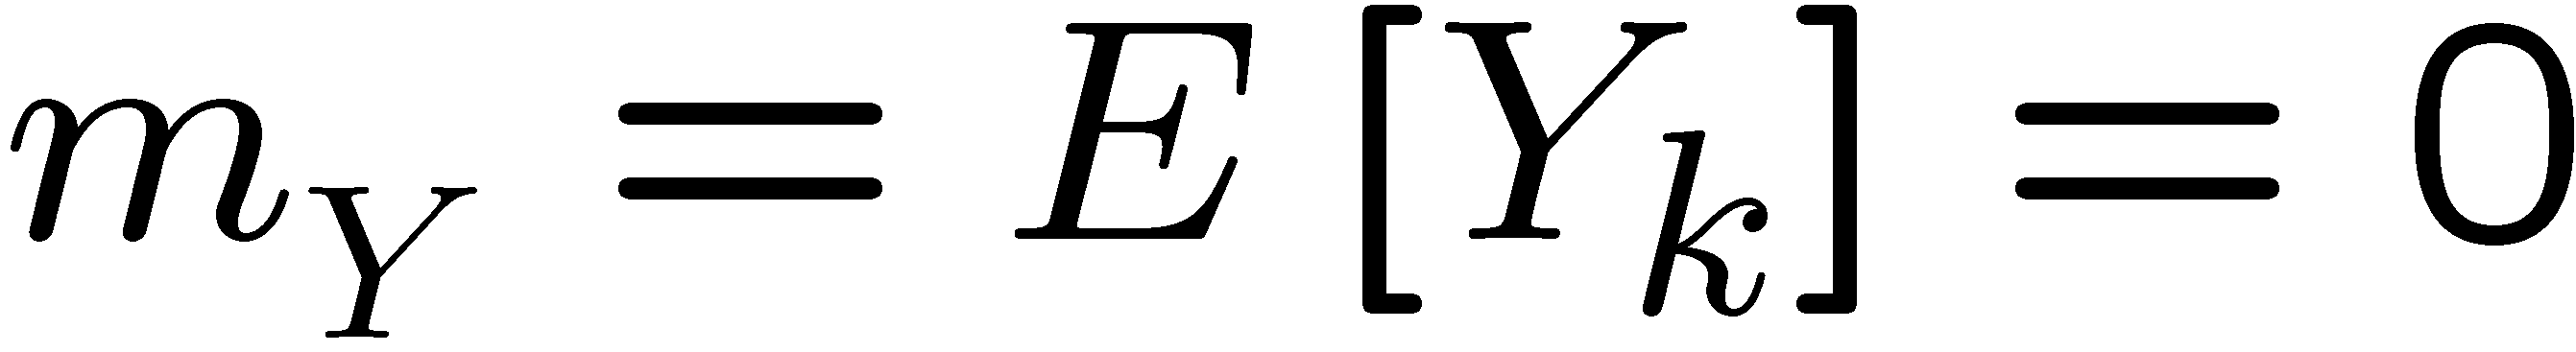 m_Y = E[Y_k] = 0